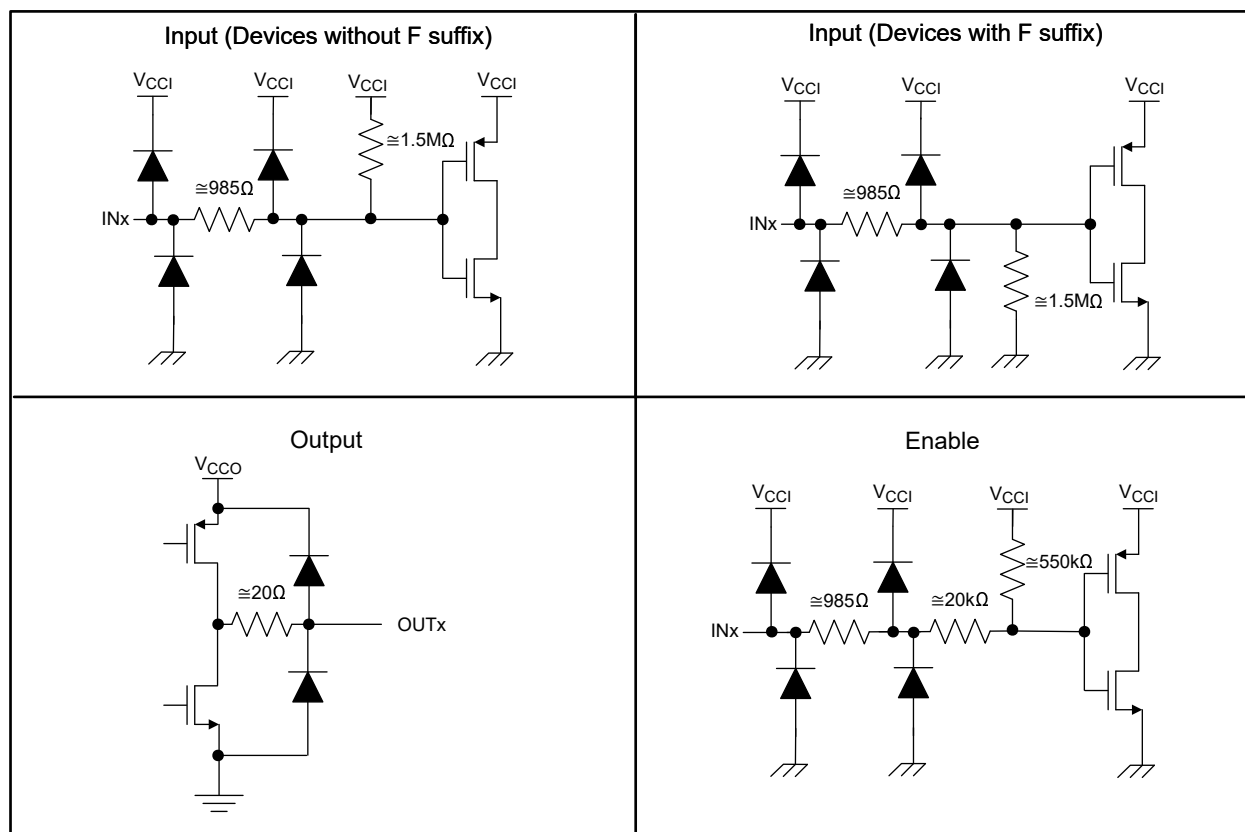 Input (Devices without F suffix)
VCCI VCCI VCCI VCCI
≅1.5MΩ
≅985Ω
INx
Input (Devices with F suffix)
VCCI VCCI VCCI
≅985Ω
INx
≅1.5MΩ
Output
VCCO
≅20Ω
OUTx
Enable
VCCI VCCI VCCI VCCI
≅550kΩ
≅985Ω ≅20kΩ
INx